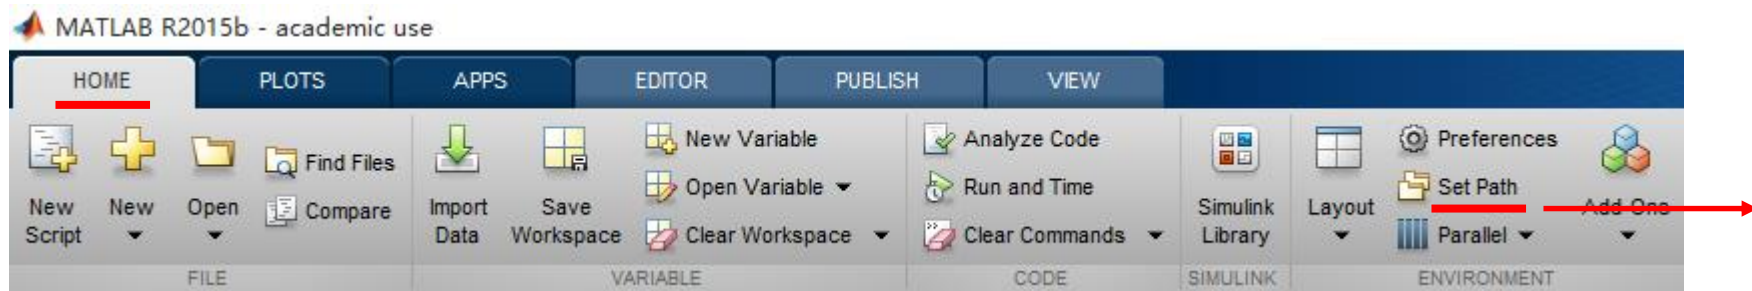 MATLAB R2015b - academic use
HOME PLOTS APPS EDITOR PUBLISH VIEW
New Script
New
Open
Find Files
Compare
Import Data
Save Workspace
New Variable
Open Variable
Clear Workspace
Analyze Code
Run and Time
Clear Commands
Simulink Library
Layout
Preferences
Set Path
Parallel
Add-Ons
FILE VARIABLE CODE SIMULINK ENVIRONMENT